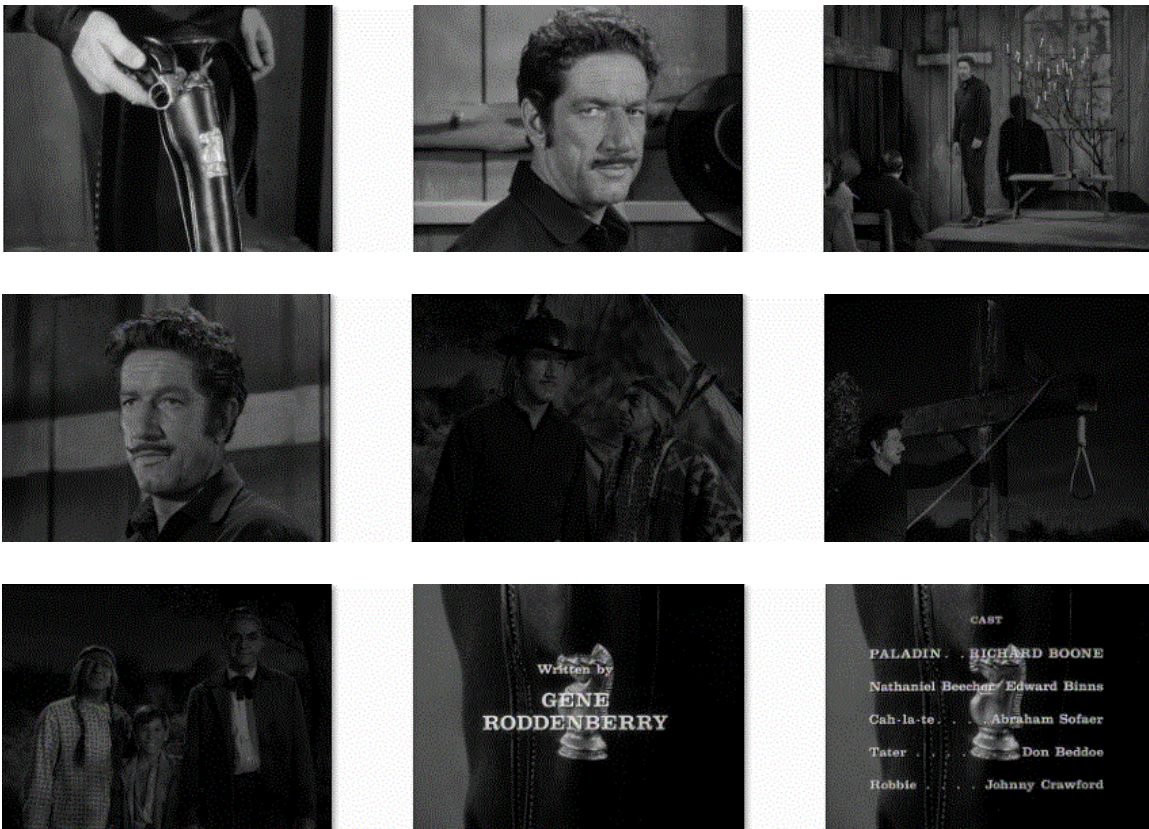 Written by
GENE
RODDENBERRY
CAST
PALADIN . . RICHARD BOONE
Nathaniel Beecher Edward Binns
Cah-la-te . . . . Abraham Sofaer
Tater . . . . . Don Beddoe
Robbie . . . . Johnny Crawford